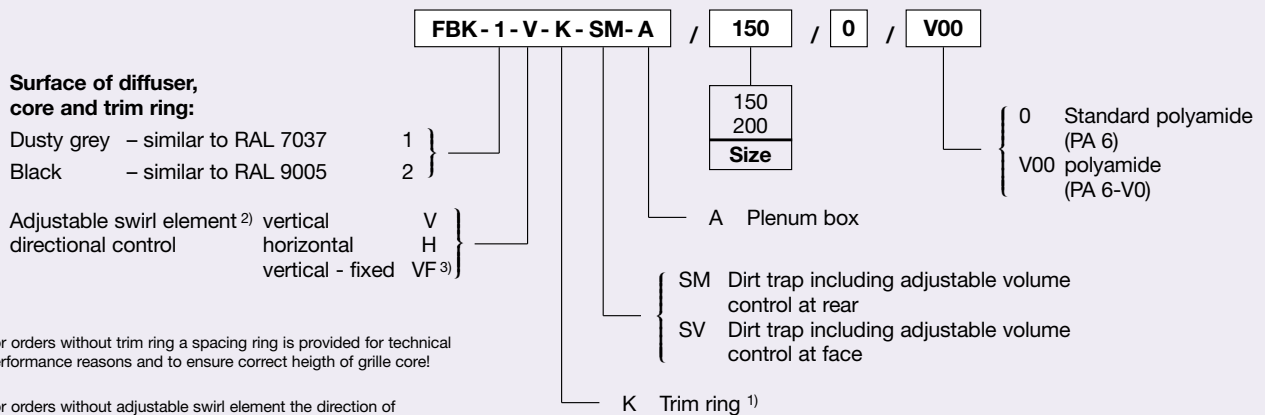 FBK - 1 - V - K - SM- A / 150 / 0 / V00
Surface of diffuser,
core and trim ring:
Dusty grey – similar to RAL 7037 1
Black – similar to RAL 9005 2
150
200
Size
0 Standard polyamide
(PA 6)
V00 polyamide
(PA 6-V0)
Adjustable swirl element 2) vertical V
directional control horizontal H
vertical - fixed VF 3)
A Plenum box
SM Dirt trap including adjustable volume
control at rear
SV Dirt trap including adjustable volume
control at face
or orders without trim ring a spacing ring is provided for technical
erformance reasons and to ensure correct heigth of grille core!
or orders without adjustable swirl element the direction of
K Trim ring 1)